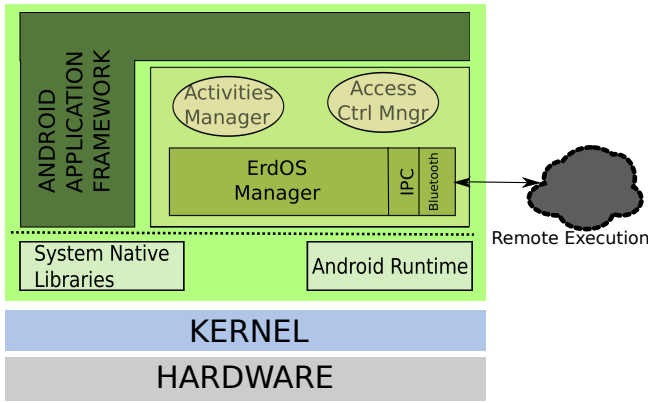 ANDROID
APPLICATION
FRAMEWORK
Activities
Manager
Access
Ctrl Mngr
ErdOS
Manager
IPC
Bluetooth
Remote Execution
System Native
Libraries
Android Runtime
KERNEL
HARDWARE